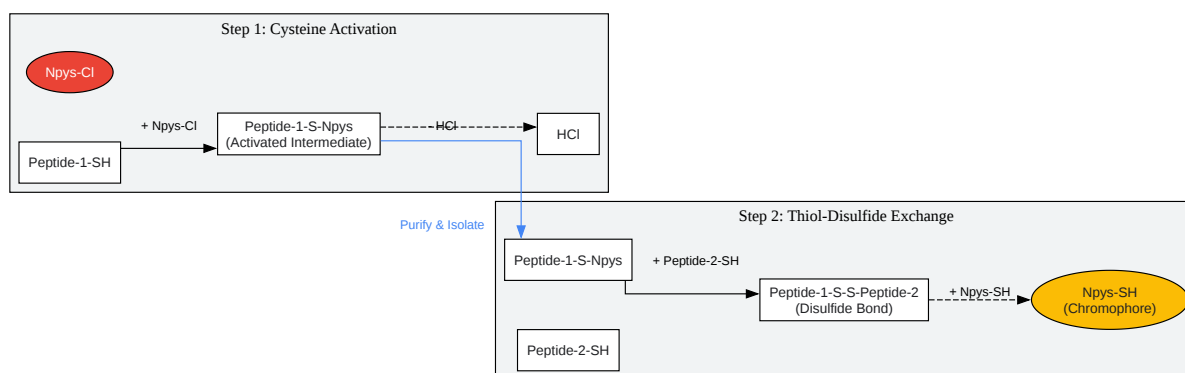 Step 1: Cysteine Activation
Npys-Cl
+ Npys-Cl
Peptide-1-SH
Peptide-1-S-Npys
(Activated Intermediate)
- HCl
HCl
Purify & Isolate
Step 2: Thiol-Disulfide Exchange
Peptide-1-S-Npys
+ Peptide-2-SH
Peptide-1-S-S-Peptide-2
(Disulfide Bond)
+ Npys-SH
Npys-SH
(Chromophore)
Peptide-2-SH